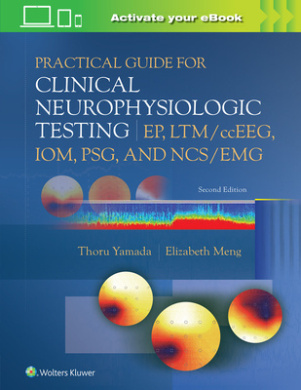 Activate your eBook
PRACTICAL GUIDE FOR
CLINICAL
NEUROPHYSIOLOGIC
TESTING | EP, LTM/ccEEG,
IOM, PSG, AND NCS/EMG
Second Edition
Thoru Yamada | Elizabeth Meng
Wolters Kluwer